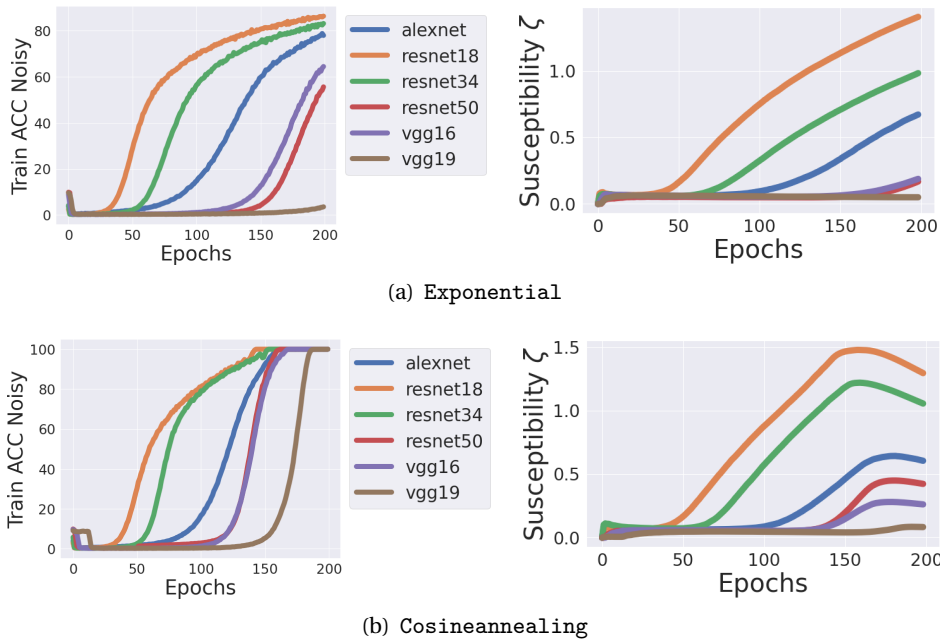 Train ACC Noisy
80
60
40
20
0
0 50 100 150 200
Epochs
alexnet
resnet18
resnet34
resnet50
vgg16
vgg19
Susceptibility ζ
1.0
0.5
0.0
0 50 100 150 200
Epochs
(a) Exponential
Train ACC Noisy
100
80
60
40
20
0
0 50 100 150 200
Epochs
alexnet
resnet18
resnet34
resnet50
vgg16
vgg19
Susceptibility ζ
1.5
1.0
0.5
0.0
0 50 100 150 200
Epochs
(b) Cosineannealing